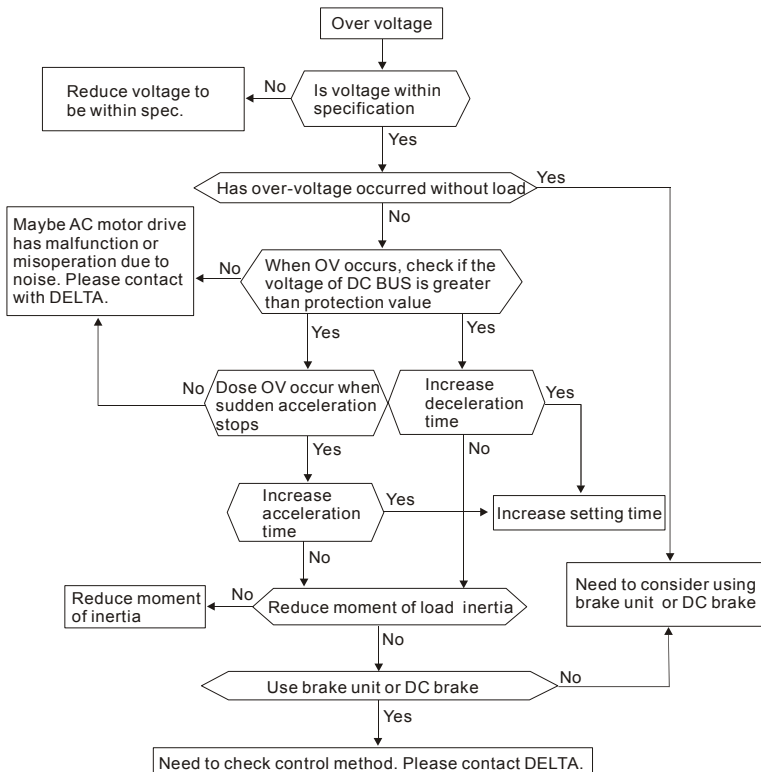 Over voltage
Reduce voltage to
be within spec.
No
Is voltage within
specification
Yes
Has over-voltage occurred without load
Yes
No
Maybe AC motor drive
has malfunction or
misoperation due to
noise. Please contact
with DELTA.
No
When OV occurs, check if the
voltage of DC BUS is greater
than protection value
Yes
Yes
No
Dose OV occur when
sudden acceleration
stops
Increase
deceleration
time
Yes
Yes
No
Increase
acceleration
time
Yes
Increase setting time
No
Reduce moment
of inertia
No
Reduce moment of load inertia
Need to consider using
brake unit or DC brake
No
Use brake unit or DC brake
No
Yes
Need to check control method. Please contact DELTA.